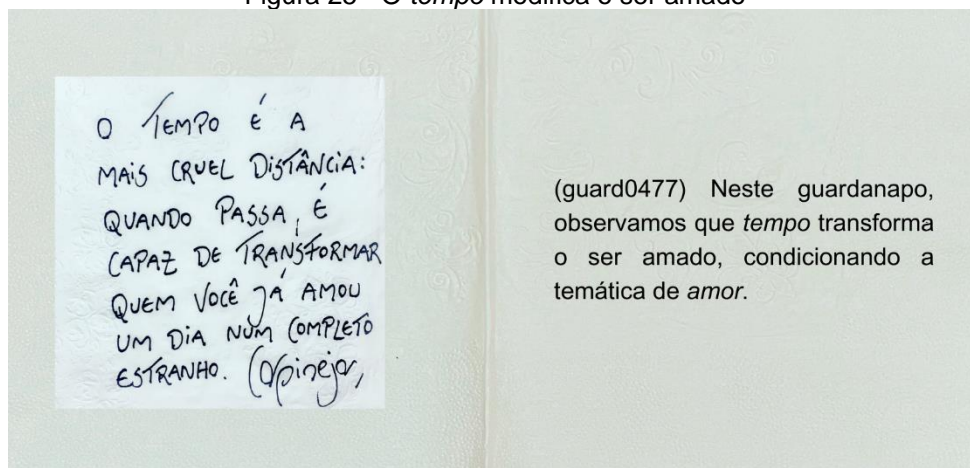 Figura 25 - O tempo modifica o ser amado
O TEMPO É A
MAIS CRUEL DISTÂNCIA:
QUANDO PASSA, É
CAPAZ DE TRANSFORMAR
QUEM VOCÊ JÁ AMOU
UM DIA NUM COMPLETO
ESTRANHO. Carpinejar
(guard0477) Neste guardanapo,
observamos que tempo transforma
o ser amado, condicionando a
temática de amor.